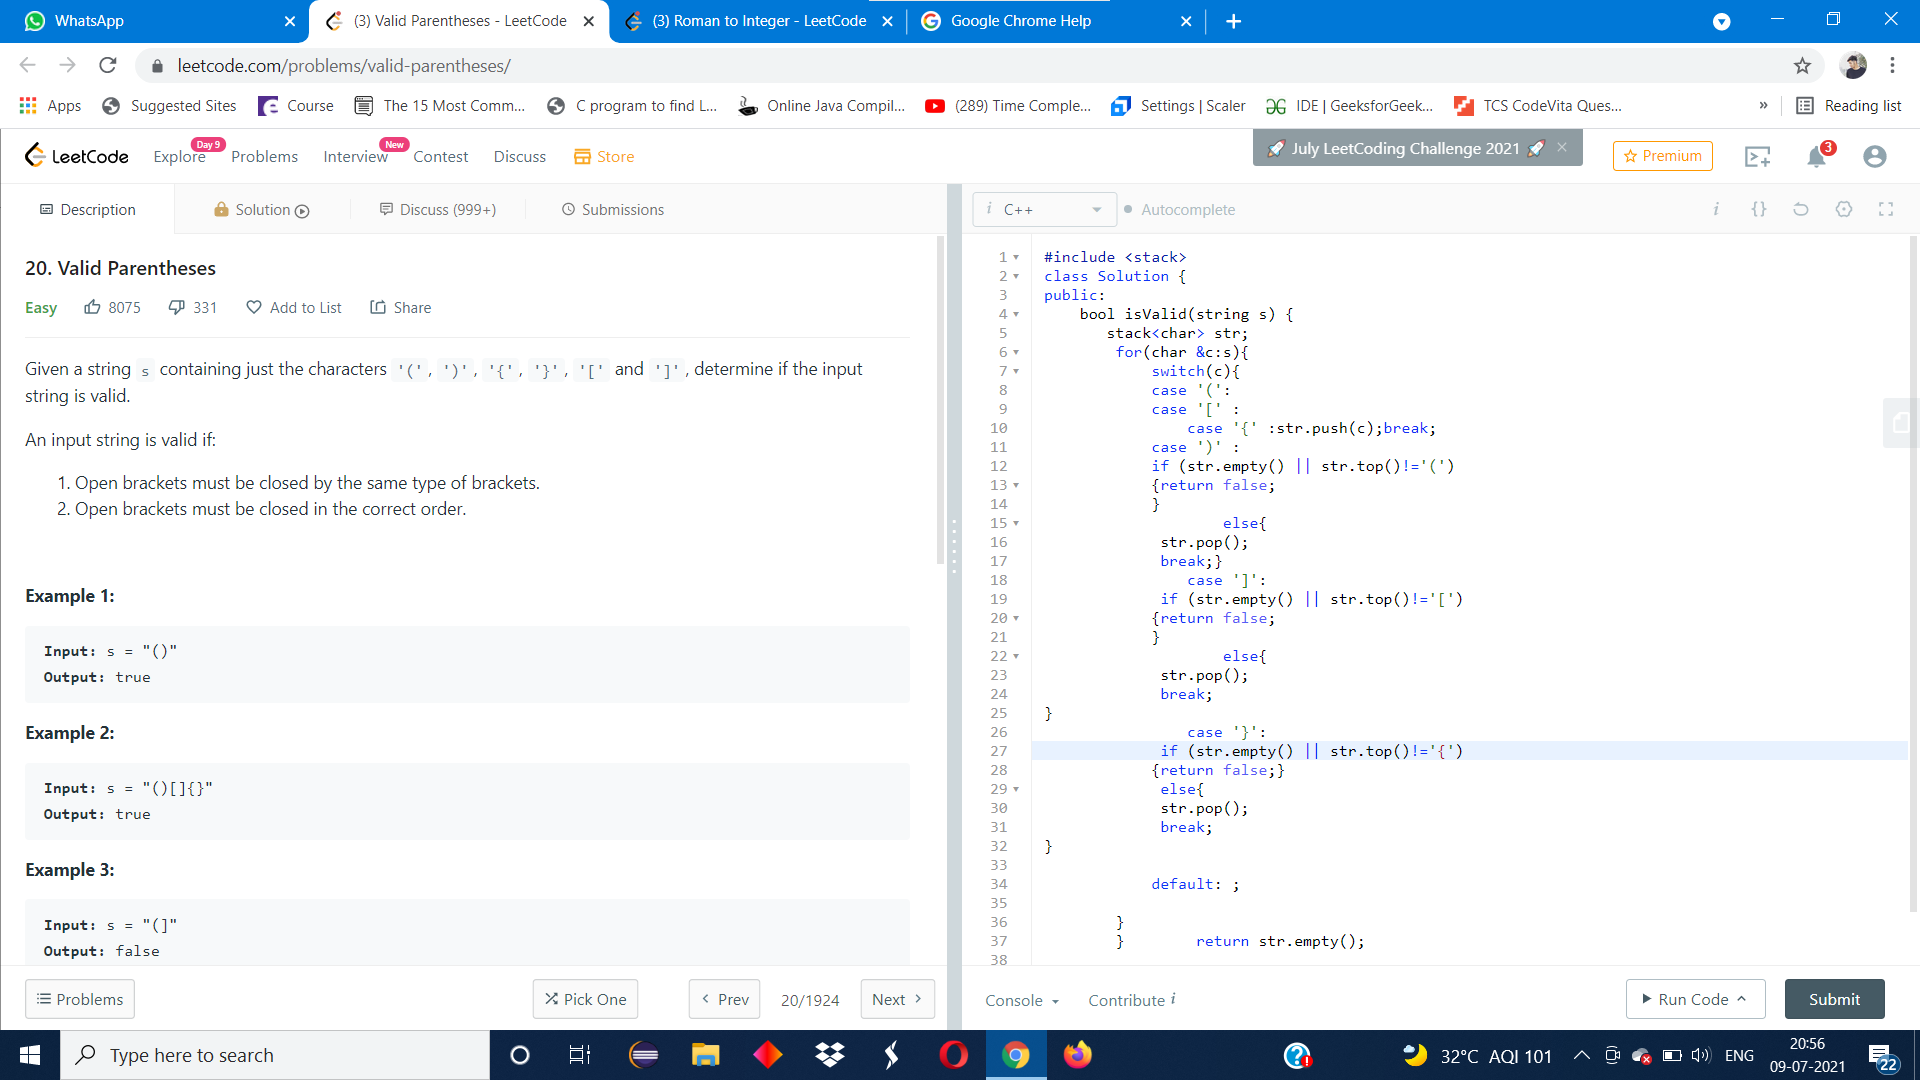 WhatsApp
(3) Valid Parentheses - LeetCode
(3) Roman to Integer - LeetCode
Google Chrome Help
leetcode.com/problems/valid-parentheses/
Apps
Suggested Sites
Course
The 15 Most Comm...
C program to find L...
Online Java Compil...
(289) Time Comple...
Settings | Scaler
IDE | GeeksforGeek...
TCS CodeVita Ques...
»
Reading list
LeetCode
Explore
Day 9
Problems
Interview
New
Contest
Discuss
Store
July LeetCoding Challenge 2021
Premium
3
Description
Solution
Discuss (999+)
Submissions
i C++
Autocomplete
i {}
20. Valid Parentheses
Easy 8075 331 Add to List Share
Given a string s containing just the characters '(', ')', '{', '}', '[' and ']', determine if the input
string is valid.
An input string is valid if:
1. Open brackets must be closed by the same type of brackets.
2. Open brackets must be closed in the correct order.
Example 1:
Input: s = "()"
Output: true
Example 2:
Input: s = "()[]{}"
Output: true
Example 3:
Input: s = "(]"
Output: false
1 #include <stack>
2 class Solution {
3 public:
4 bool isValid(string s) {
5 stack<char> str;
6 for(char &c:s){
7 switch(c){
8 case '(':
9 case '[' :
10 case '{' :str.push(c);break;
11 case ')' :
12 if (str.empty() || str.top()!='(')
13 {return false;
14 }
15 else{
16 str.pop();
17 break;}
18 case ']':
19 if (str.empty() || str.top()!='[')
20 {return false;
21 }
22 else{
23 str.pop();
24 break;
25 }
26 case '}':
27 if (str.empty() || str.top()!='{')
28 {return false;}
29 else{
30 str.pop();
31 break;
32 }
33
34 default: ;
35
36 }
37 } return str.empty();
38
Problems
Pick One
Prev
20/1924
Next
Console
Contribute i
Run Code
Submit
Type here to search
32°C AQI 101
ENG
20:56
09-07-2021
22